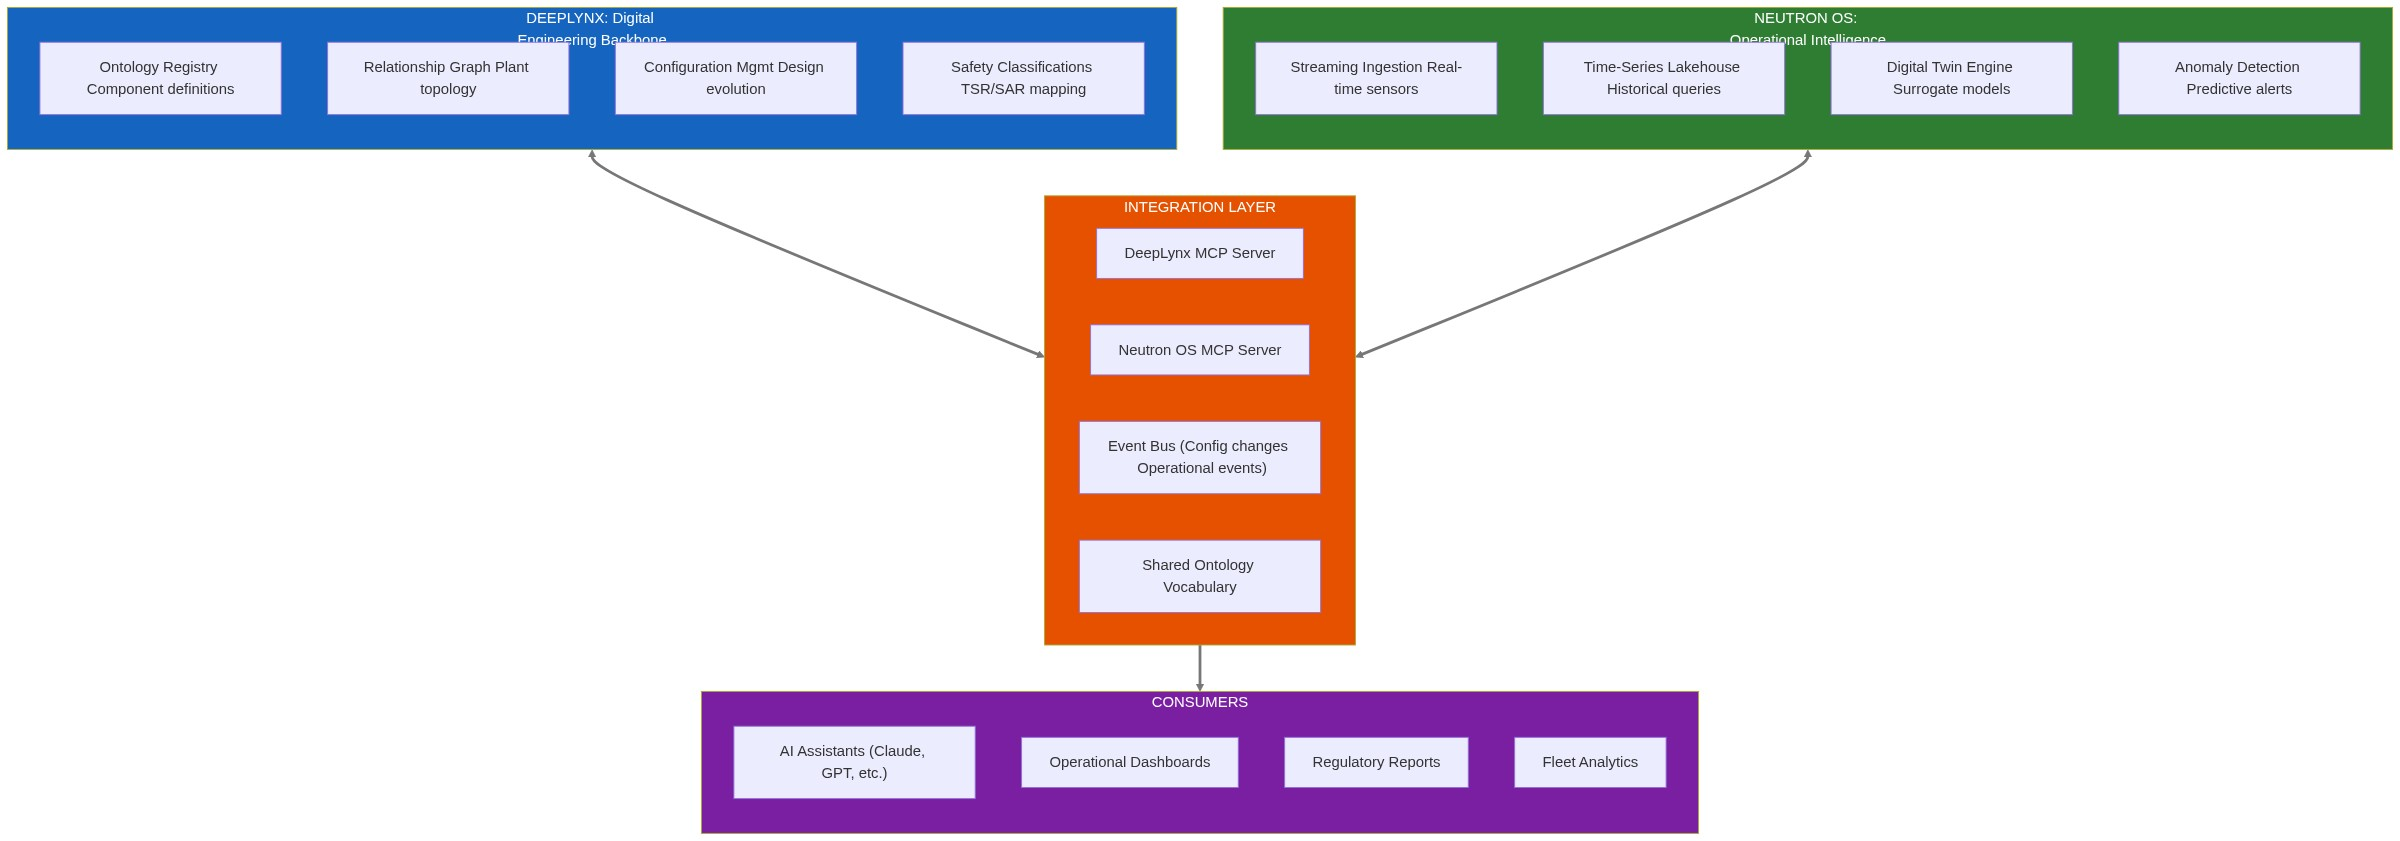 DEEPLYNX: Digital
Engineering Backbone
Ontology Registry
Component definitions
Relationship Graph Plant
topology
Configuration Mgmt Design
evolution
Safety Classifications
TSR/SAR mapping
NEUTRON OS:
Operational Intelligence
Streaming Ingestion Real-
time sensors
Time-Series Lakehouse
Historical queries
Digital Twin Engine
Surrogate models
Anomaly Detection
Predictive alerts
INTEGRATION LAYER
DeepLynx MCP Server
Neutron OS MCP Server
Event Bus (Config changes
Operational events)
Shared Ontology
Vocabulary
CONSUMERS
AI Assistants (Claude,
GPT, etc.)
Operational Dashboards
Regulatory Reports
Fleet Analytics